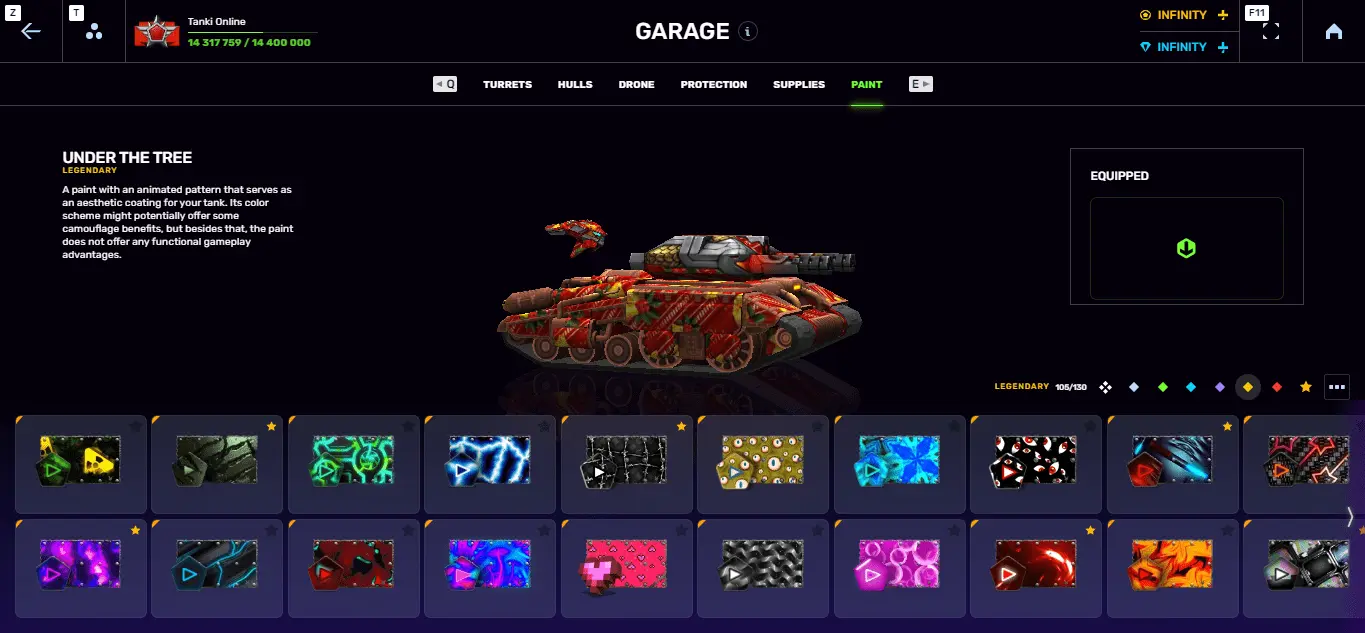 Z
T
Tanki Online
14 317 759 / 14 400 000
GARAGE
i
INFINITY
INFINITY
F11
Q
TURRETS
HULLS
DRONE
PROTECTION
SUPPLIES
PAINT
E
UNDER THE TREE
LEGENDARY
A paint with an animated pattern that serves as
an aesthetic coating for your tank. Its color
scheme might potentially offer some
camouflage benefits, but besides that, the paint
does not offer any functional gameplay
advantages.
EQUIPPED
LEGENDARY 105/130